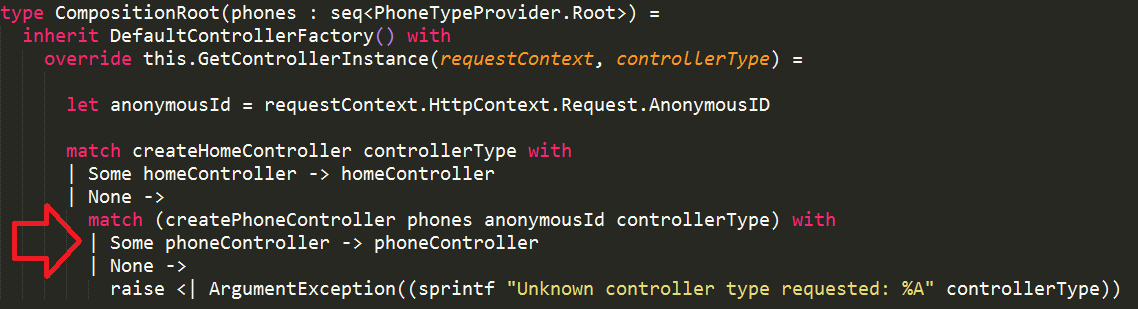 type CompositionRoot(phones : seq<PhoneTypeProvider.Root>) =
inherit DefaultControllerFactory() with
override this.GetControllerInstance(requestContext, controllerType) =
let anonymousId = requestContext.HttpContext.Request.AnonymousID
match createHomeController controllerType with
| Some homeController -> homeController
| None ->
match (createPhoneController phones anonymousId controllerType) with
| Some phoneController -> phoneController
| None ->
raise <| ArgumentException((sprintf "Unknown controller type requested: %A" controllerType))